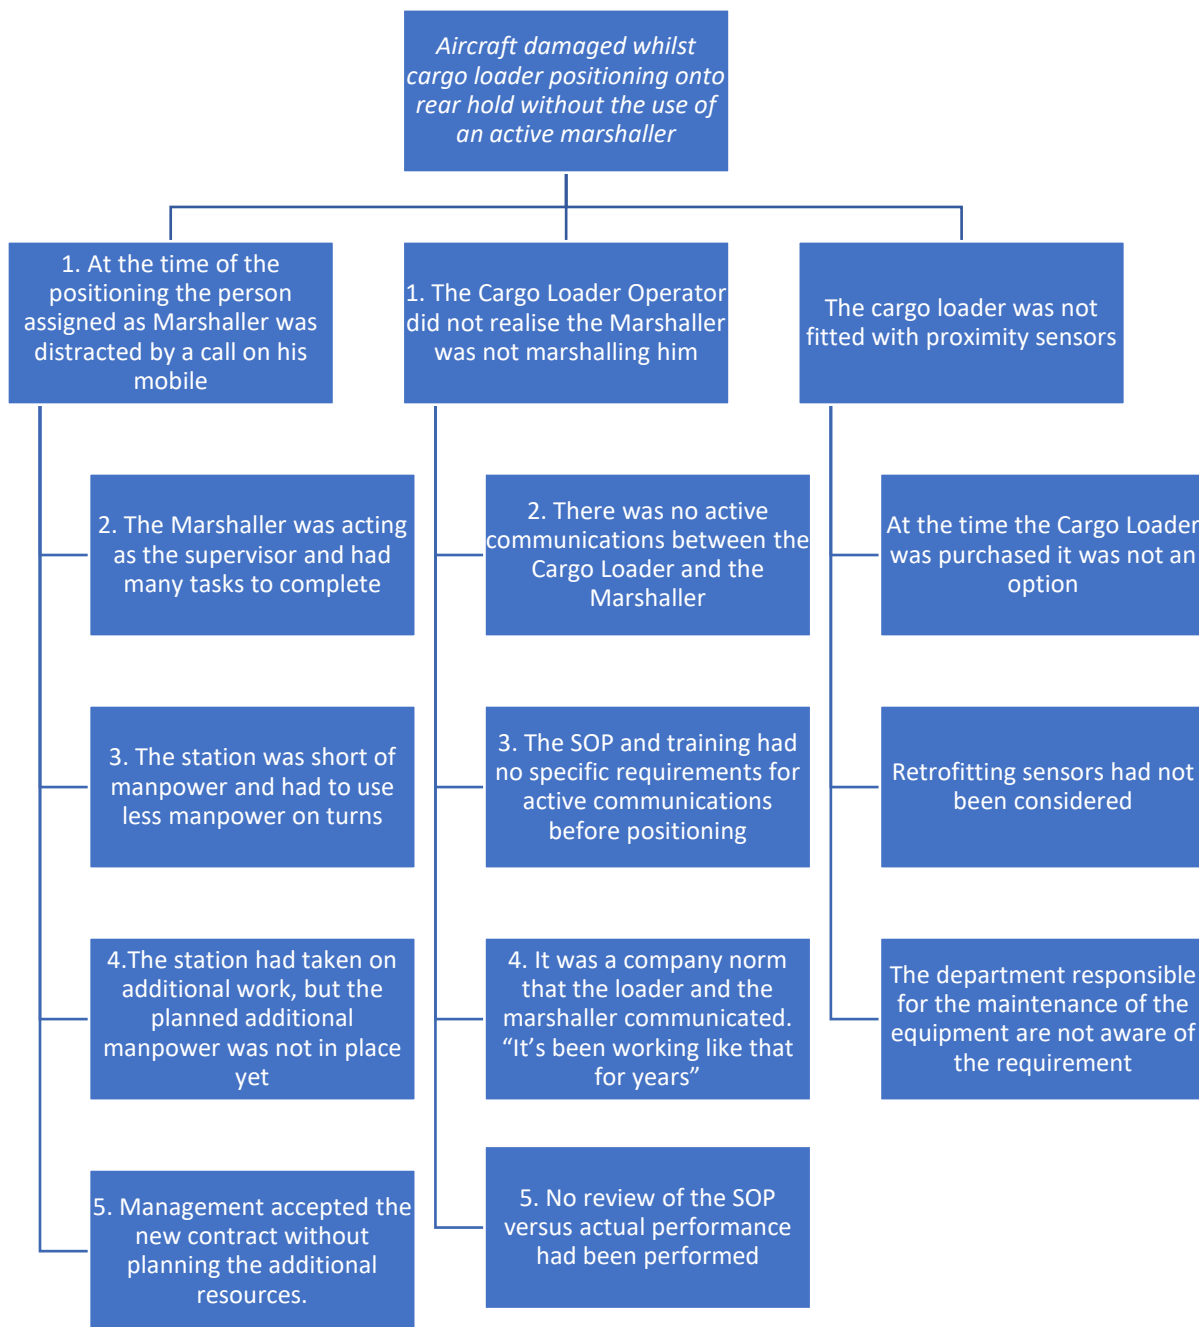 Aircraft damaged whilst
cargo loader positioning onto
rear hold without the use of
an active marshaller
1. At the time of the
positioning the person
assigned as Marshaller was
distracted by a call on his
mobile
2. The Marshaller was acting
as the supervisor and had
many tasks to complete
3. The station was short of
manpower and had to use
less manpower on turns
4.The station had taken on
additional work, but the
planned additional
manpower was not in place
yet
5. Management accepted the
new contract without
planning the additional
resources.
1. The Cargo Loader Operator
did not realise the Marshaller
was not marshalling him
2. There was no active
communications between the
Cargo Loader and the
Marshaller
3. The SOP and training had
no specific requirements for
active communications
before positioning
4. It was a company norm
that the loader and the
marshaller communicated.
“It’s been working like that
for years”
5. No review of the SOP
versus actual performance
had been performed
The cargo loader was not
fitted with proximity sensors
At the time the Cargo Loader
was purchased it was not an
option
Retrofitting sensors had not
been considered
The department responsible
for the maintenance of the
equipment are not aware of
the requirement